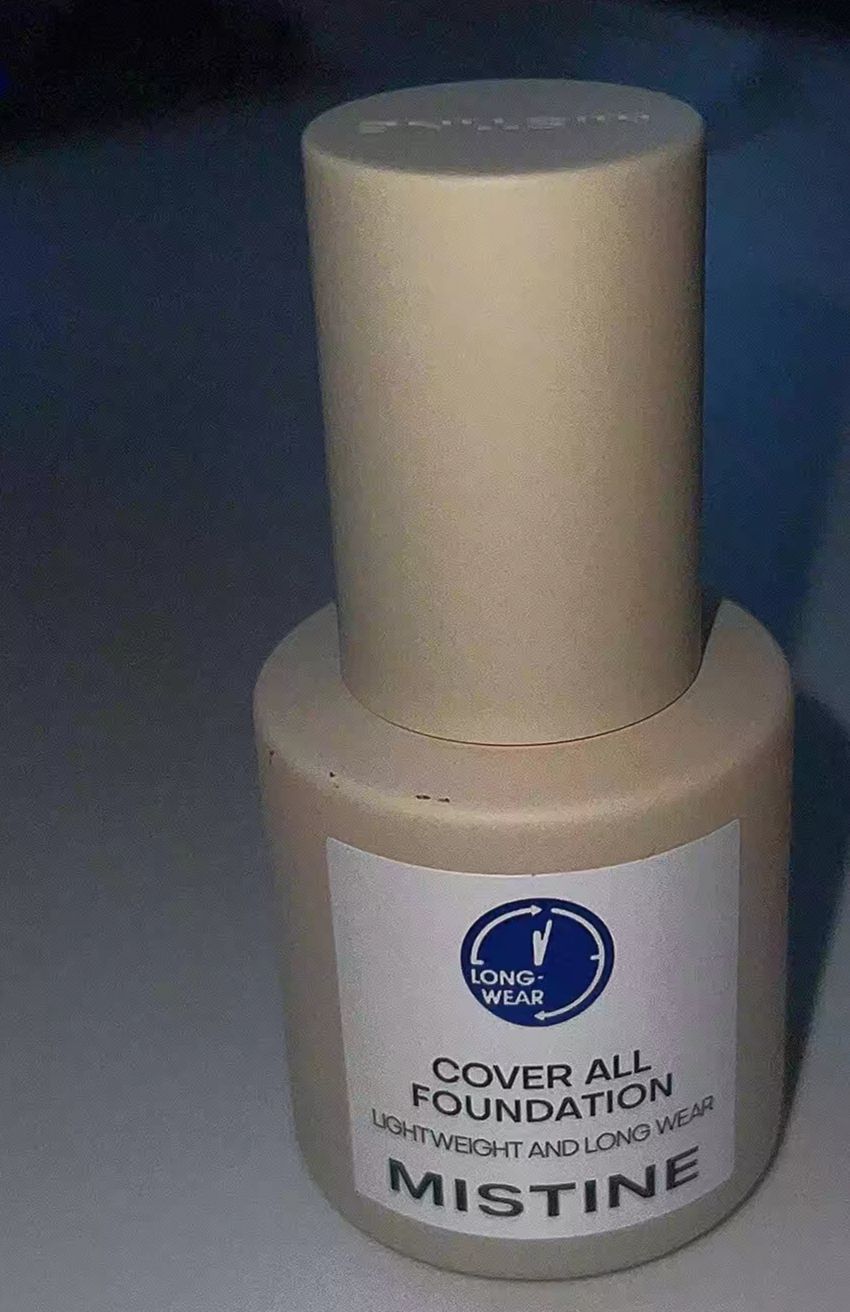 LONG-
WEAR
COVER ALL
FOUNDATION
LIGHTWEIGHT AND LONG WEAR
MISTINE